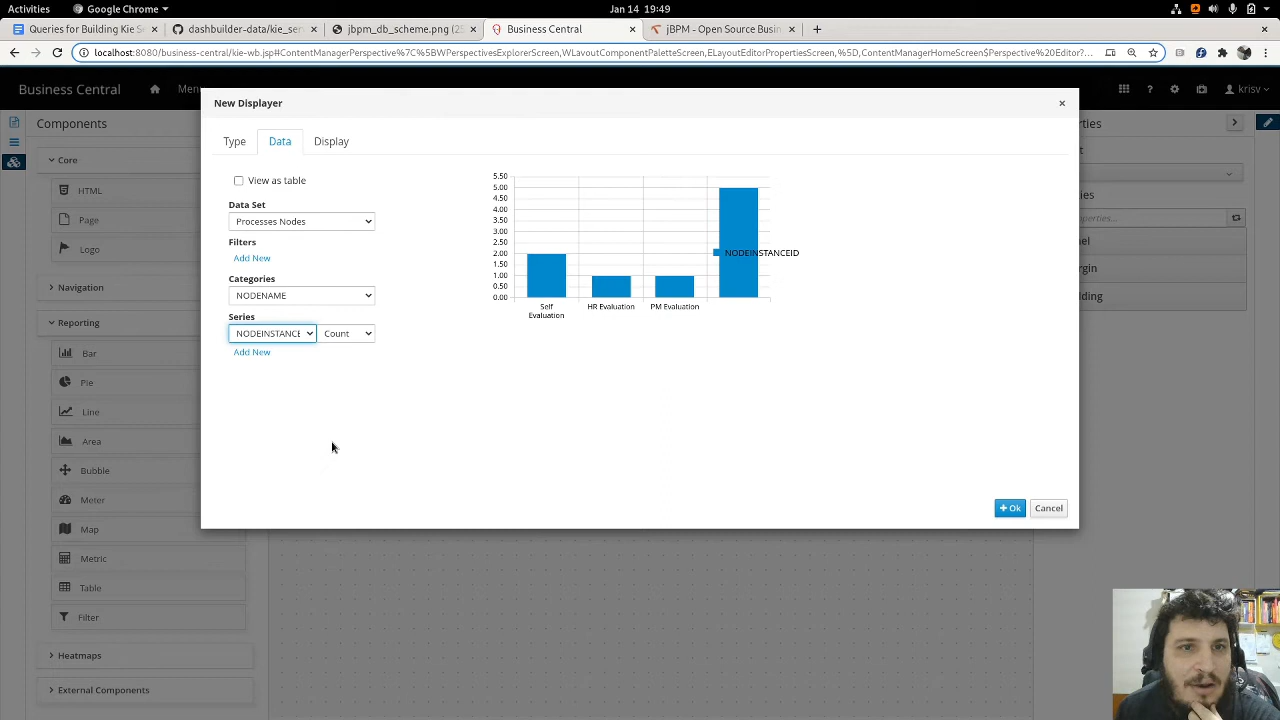 Activities
Google Chrome
Jan 14 19:49
Queries for Building Kie Se
dashbuilder-data/kie_serv
jbpm_db_scheme.png (25
Business Central
jBPM - Open Source Busin
localhost:8080/business-central/kie-wb.jsp#ContentManagerPerspective%7C%5BWPerspectivesExplorerScreen,WLavoutComponentPaletteScreen,ELayoutEditorPropertiesScreen,%5D,ContentManagerHomeScreen$Perspective%20Editor?...
Business Central
Men
krisv
New Displayer
Components
Type
Data
Display
ties
Core
View as table
HTML
Data Set
Page
Processes Nodes
Logo
Filters
Add New
Navigation
Categories
NODENAME
Reporting
Series
NODEINSTANCE
Count
Add New
5.50
5.00
4.50
4.00
3.50
3.00
2.50
2.00
1.50
1.00
0.50
0.00
NODEINSTANCEID
Self
Evaluation
HR Evaluation
PM Evaluation
Bar
Pie
Line
Area
Bubble
Meter
Map
Metric
Table
Filter
Ok
Cancel
Heatmaps
External Components